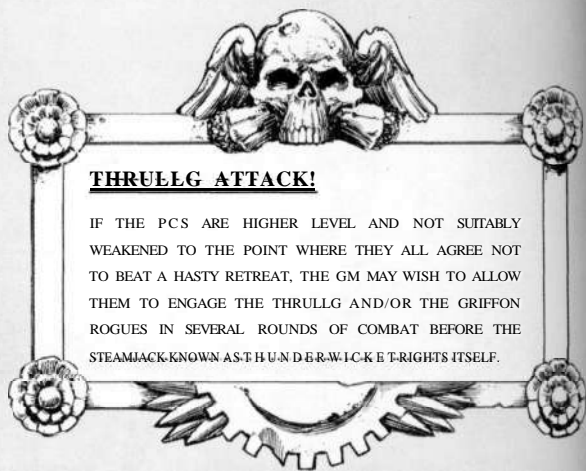 THRULLG ATTACK!
IF THE PCS ARE HIGHER LEVEL AND NOT SUITABLY
WEAKENED TO THE POINT WHERE THEY ALL AGREE NOT
TO BEAT A HASTY RETREAT, THE GM MAY WISH TO ALLOW
THEM TO ENGAGE THE THRULLG AND/OR THE GRIFFON
ROGUES IN SEVERAL ROUNDS OF COMBAT BEFORE THE
STEAMJACK KNOWN AS THUNDERWICKET RIGHTS ITSELF.